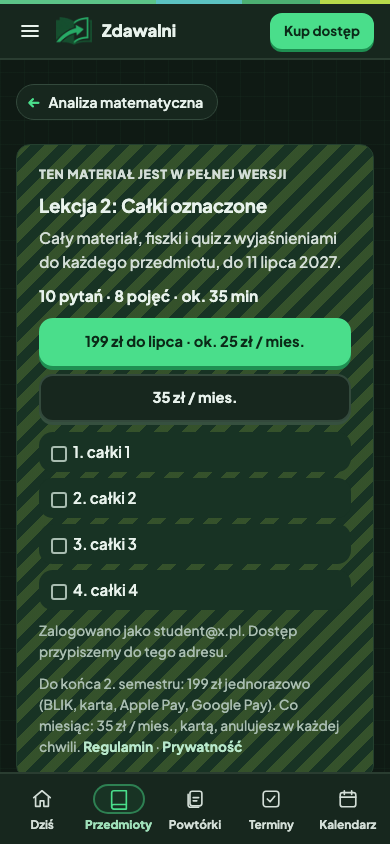 Zdawalni
Kup dostęp
← Analiza matematyczna
TEN MATERIAŁ JEST W PEŁNEJ WERSJI
Lekcja 2: Całki oznaczone
Cały materiał, fiszki i quiz z wyjaśnieniami
do każdego przedmiotu, do 11 lipca 2027.
10 pytań · 8 pojęć · ok. 35 min
199 zł do lipca · ok. 25 zł / mies.
35 zł / mies.
1. całki 1
2. całki 2
3. całki 3
4. całki 4
Zalogowano jako student@x.pl. Dostęp
przypiszemy do tego adresu.
Do końca 2. semestru: 199 zł jednorazowo
(BLIK, karta, Apple Pay, Google Pay). Co
miesiąc: 35 zł / mies., kartą, anulujesz w każdej
chwili. Regulamin · Prywatność
Dziś Przedmioty Powtórki Terminy Kalendarz